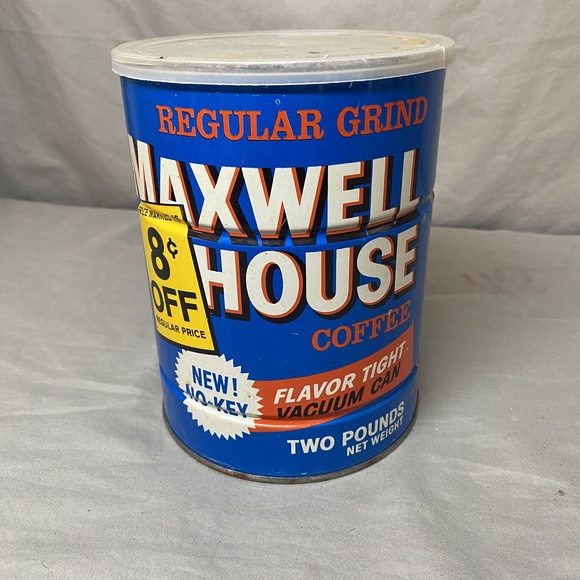 REGULAR GRIND
MAXWELL
HOUSE
COFFEE
8¢
OFF
REGULAR PRICE
NEW!
NO-KEY
FLAVOR TIGHT
VACUUM CAN
TWO POUNDS
NET WEIGHT